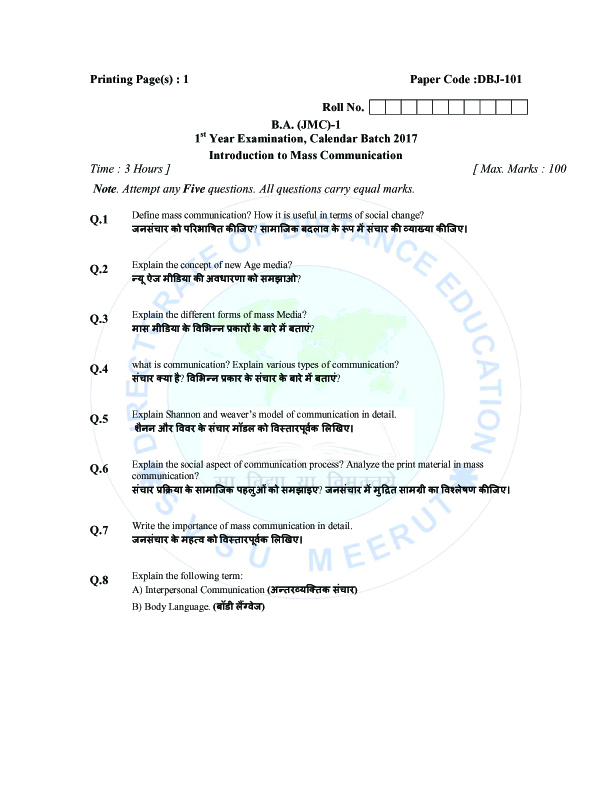 Printing Page(s) : 1 Paper Code :DBJ-101
Roll No.
B.A. (JMC)-1
1st Year Examination, Calendar Batch 2017
Introduction to Mass Communication
Time : 3 Hours ] [ Max. Marks : 100
Note. Attempt any Five questions. All questions carry equal marks.
Q.1 Define mass communication? How it is useful in terms of social change?
जनसंचार को परिभाषित कीजिए? सामाजिक बदलाव के रूप में संचार की व्याख्या कीजिए।
Q.2 Explain the concept of new Age media?
न्यू ऐज मीडिया की अवधारणा को समझाओ?
Q.3 Explain the different forms of mass Media?
मास मीडिया के विभिन्न प्रकारों के बारे में बताएं?
Q.4 what is communication? Explain various types of communication?
संचार क्या है? विभिन्न प्रकार के संचार के बारे में बताएं?
Q.5 Explain Shannon and weaver's model of communication in detail.
शैनन और विवर के संचार मॉडल को विस्तारपूर्वक लिखिए।
Q.6 Explain the social aspect of communication process? Analyze the print material in mass
communication?
संचार प्रक्रिया के सामाजिक पहलुओं को समझाइए? जनसंचार में मुद्रित सामग्री का विश्लेषण कीजिए।
Q.7 Write the importance of mass communication in detail.
जनसंचार के महत्व को विस्तारपूर्वक लिखिए।
Q.8 Explain the following term:
A) Interpersonal Communication (अन्तरव्यक्तिक संचार)
B) Body Language. (बॉडी लैंग्वेज)
DIRECTORATE OF DISTANCE EDUCATION
सा विद्या या विमुक्तये
SVSU MEERUT